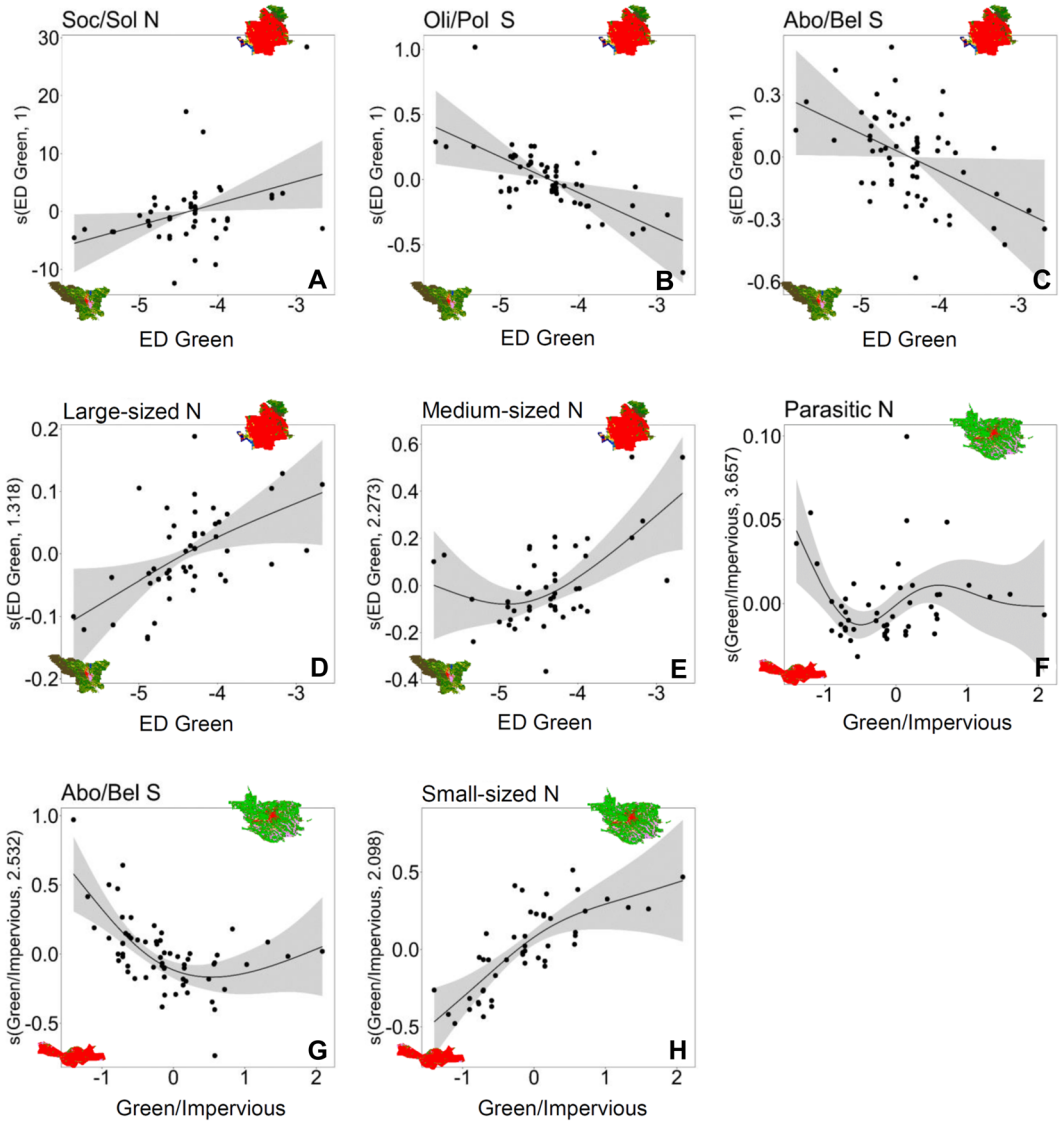 Soc/Sol N
s(ED Green, 1)
30
20
10
0
-10
-5
-4
-3
A
ED Green
Oli/Pol S
s(ED Green, 1)
1.0
0.5
0.0
-0.5
-5
-4
-3
B
ED Green
Abo/Bel S
s(ED Green, 1)
0.3
0.0
-0.3
-0.6
-5
-4
-3
C
ED Green
Large-sized N
s(ED Green, 1.318)
0.2
0.1
0.0
-0.1
-0.2
-5
-4
-3
D
ED Green
Medium-sized N
s(ED Green, 2.273)
0.6
0.4
0.2
0.0
-0.2
-0.4
-5
-4
-3
E
ED Green
Parasitic N
s(Green/Impervious, 3.657)
0.10
0.05
0.00
-1
0
1
2
F
Green/Impervious
Abo/Bel S
s(Green/Impervious, 2.532)
1.0
0.5
0.0
-0.5
-1
0
1
2
G
Green/Impervious
Small-sized N
s(Green/Impervious, 2.098)
0.5
0.0
-0.5
-1
0
1
2
H
Green/Impervious